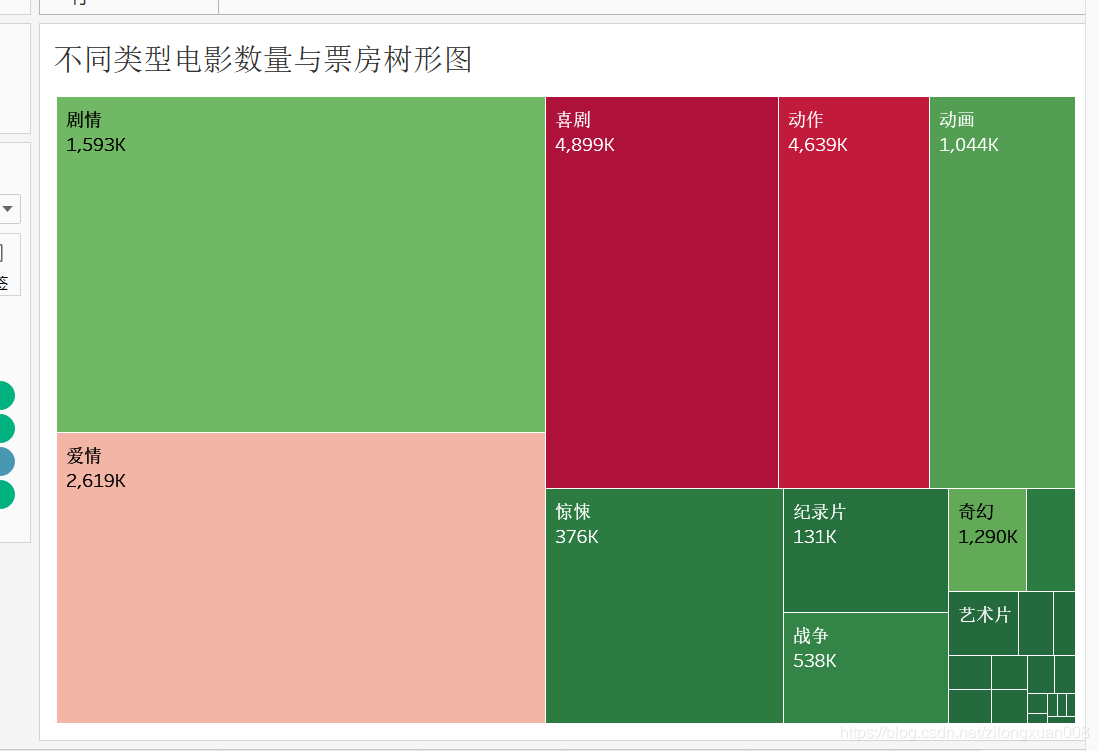 不同类型电影数量与票房树形图
剧情
1,593K
喜剧
4,899K
动作
4,639K
动画
1,044K
爱情
2,619K
惊悚
376K
纪录片
131K
奇幻
1,290K
艺术片
战争
538K
签
https://blog.csdn.net/zilongxuan008